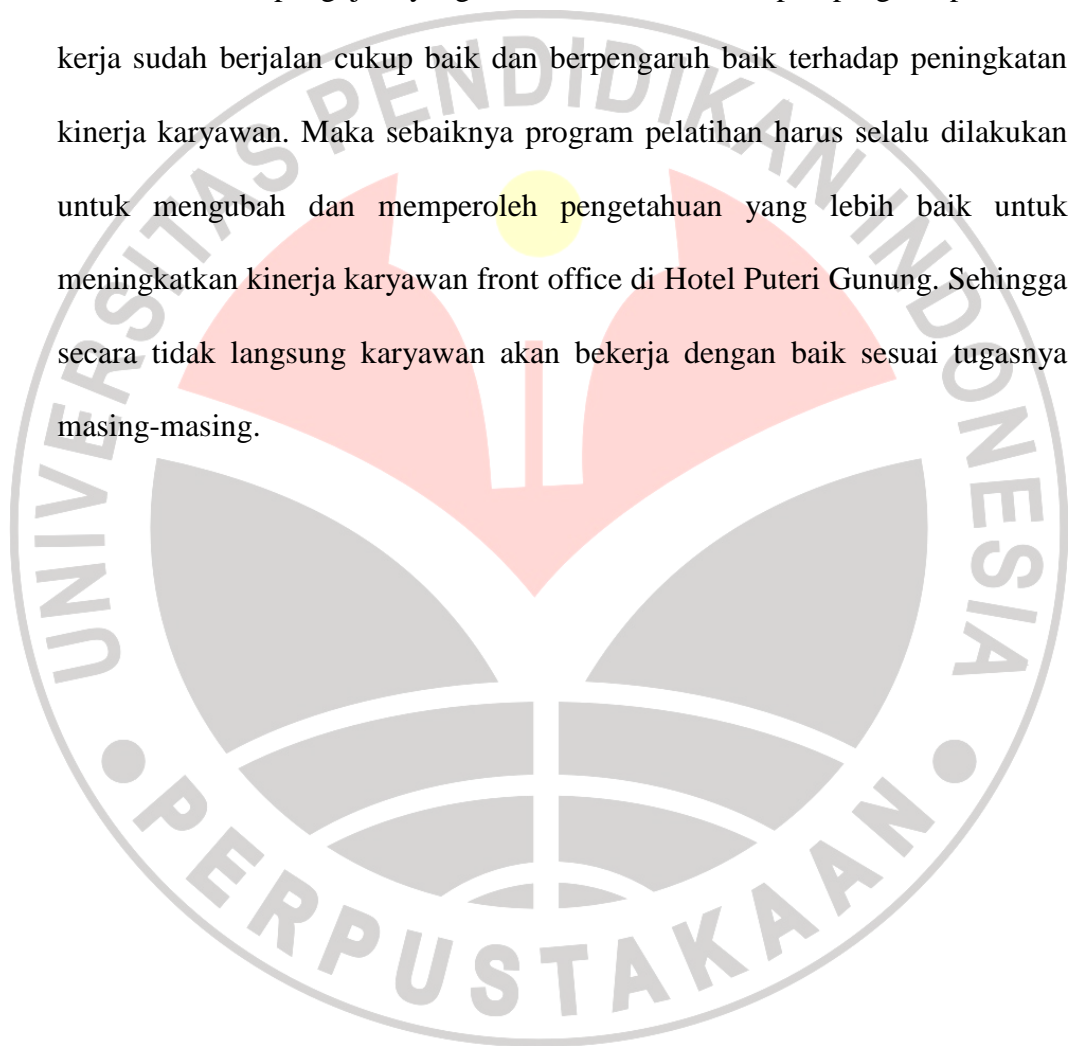 kerja sudah berjalan cukup baik dan berpengaruh baik terhadap peningkatan
kinerja karyawan. Maka sebaiknya program pelatihan harus selalu dilakukan
untuk mengubah dan memperoleh pengetahuan yang lebih baik untuk
meningkatkan kinerja karyawan front office di Hotel Puteri Gunung. Sehingga
secara tidak langsung karyawan akan bekerja dengan baik sesuai tugasnya
masing-masing.
UNIVERSITAS PENDIDIKAN INDONESIA
PERPUSTAKAAN